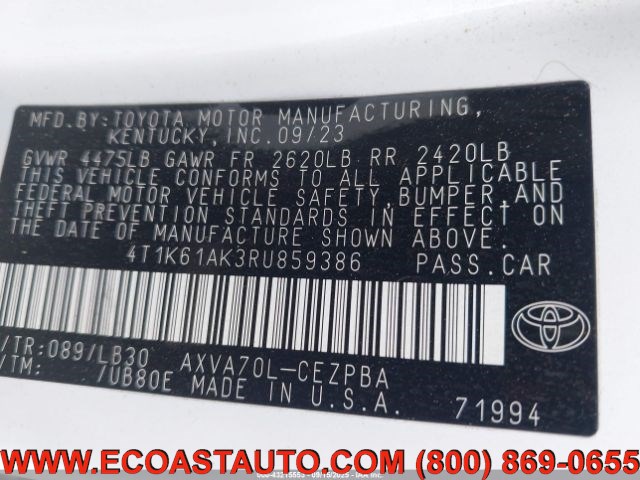 MFD. BY:TOYOTA MOTOR MANUFACTURING,
KENTUCKY, INC. 09/23
GVWR 4475LB GAWR FR 2620LB RR 2420LB
THIS VEHICLE CONFORMS TO ALL APPLICABLE
FEDERAL MOTOR VEHICLE SAFETY, BUMPER, AND
THEFT PREVENTION STANDARDS IN EFFECT ON
THE DATE OF MANUFACTURE SHOWN ABOVE.
4T1K61AK3RU859386 PASS.CAR
/TR:089/LB30 AXVA70L-CEZPBA
/TM: /UB80E MADE IN U.S.A. 71994
WWW.ECOASTAUTO.COM (800) 869-0655